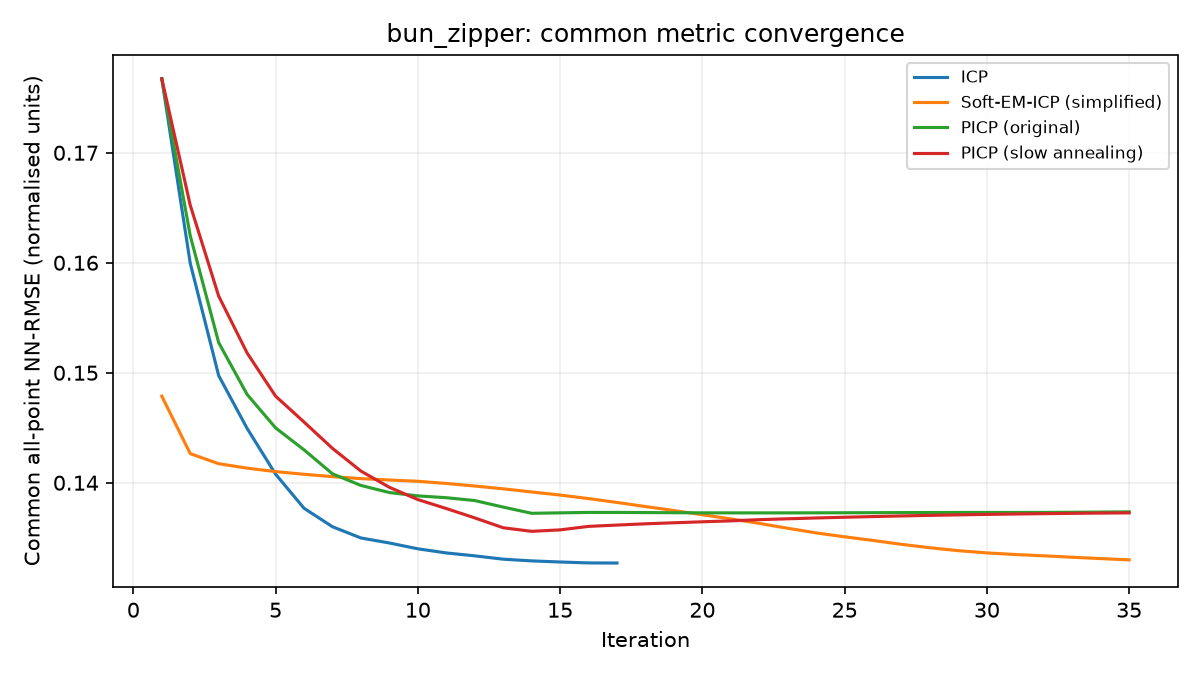 bun_zipper: common metric convergence
Common all-point NN-RMSE (normalised units)
0.17
0.16
0.15
0.14
ICP
Soft-EM-ICP (simplified)
PICP (original)
PICP (slow annealing)
0 5 10 15 20 25 30 35
Iteration